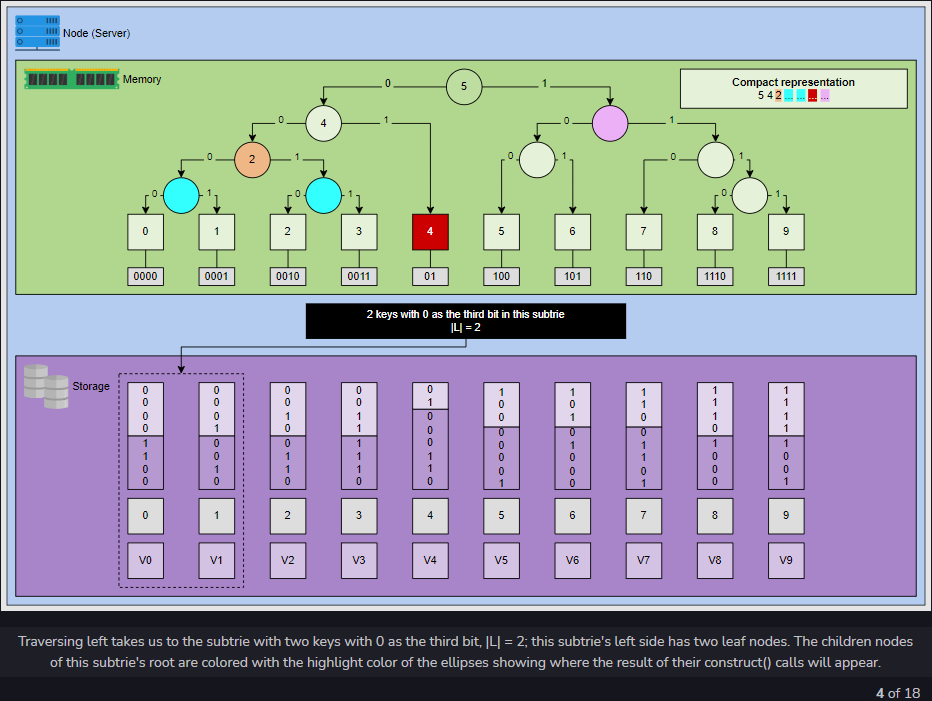 Node (Server)
Memory
Compact representation
5 4 2 ... ... ... ...
5
0 1
4
0 1 0 1
2
0 1 0 1 0 1
0 1 0 1 0 1
0 1 2 3 4 5 6 7 8 9
0000 0001 0010 0011 01 100 101 110 1110 1111
2 keys with 0 as the third bit in this subtrie
|L| = 2
Storage
0 0 0 0 0 1 1 1 1 1
0 0 0 0 1 0 0 1 1 1
0 0 1 1 0 0 1 0 1 1
0 1 0 1 0 0 0 0 0 1
1 0 0 1 0 0 1 1 1 1
1 0 1 1 1 0 0 1 0 0
0 1 1 1 1 0 0 0 0 0
0 0 0 0 0 1 0 1 0 1
0 1 2 3 4 5 6 7 8 9
V0 V1 V2 V3 V4 V5 V6 V7 V8 V9
Traversing left takes us to the subtrie with two keys with 0 as the third bit, |L| = 2; this subtrie's left side has two leaf nodes. The children nodes
of this subtrie's root are colored with the highlight color of the ellipses showing where the result of their construct() calls will appear.
4 of 18